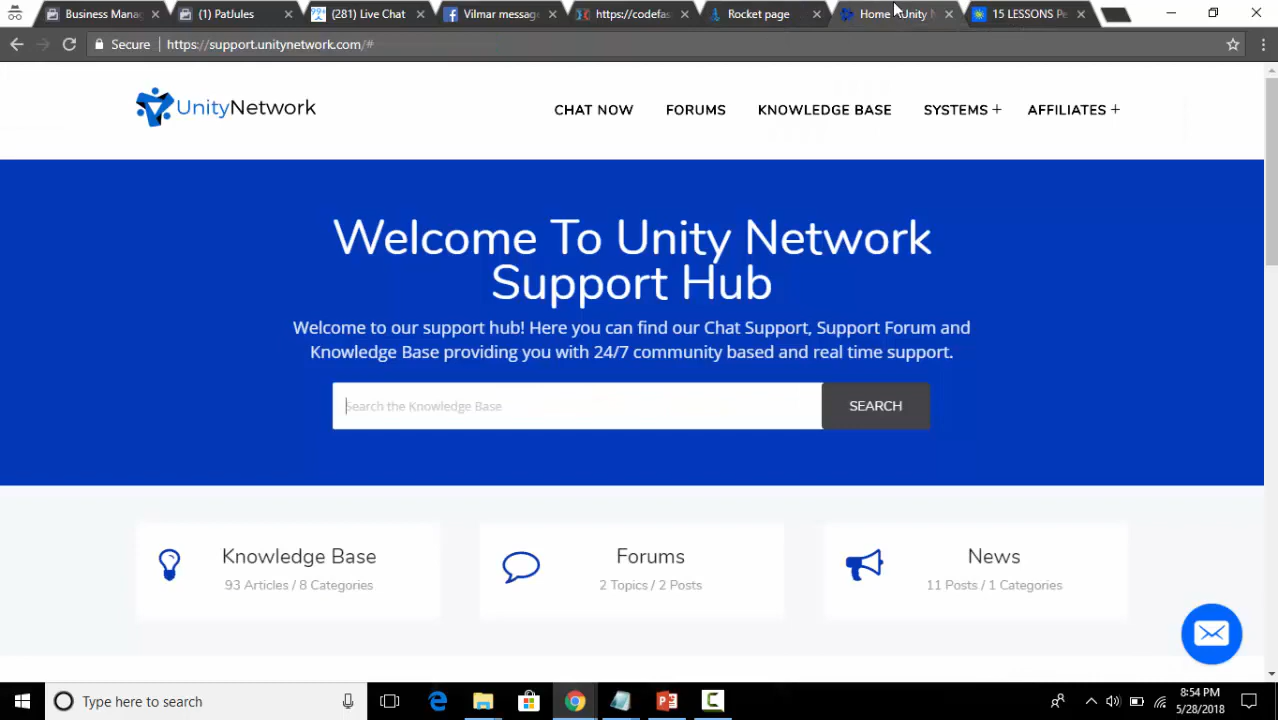 Business Manag
(1) PatJules
(281) Live Chat
Vilmar messag
https://codefas
Rocket page
Home - Unity N
15 LESSONS Pe
Secure
https://support.unitynetwork.com/#
UnityNetwork
CHAT NOW
FORUMS
KNOWLEDGE BASE
SYSTEMS +
AFFILIATES +
Welcome To Unity Network
Support Hub
Welcome to our support hub! Here you can find our Chat Support, Support Forum and
Knowledge Base providing you with 24/7 community based and real time support.
Search the Knowledge Base
SEARCH
Knowledge Base
93 Articles / 8 Categories
Forums
2 Topics / 2 Posts
News
11 Posts / 1 Categories
Type here to search
8:54 PM
5/28/2018